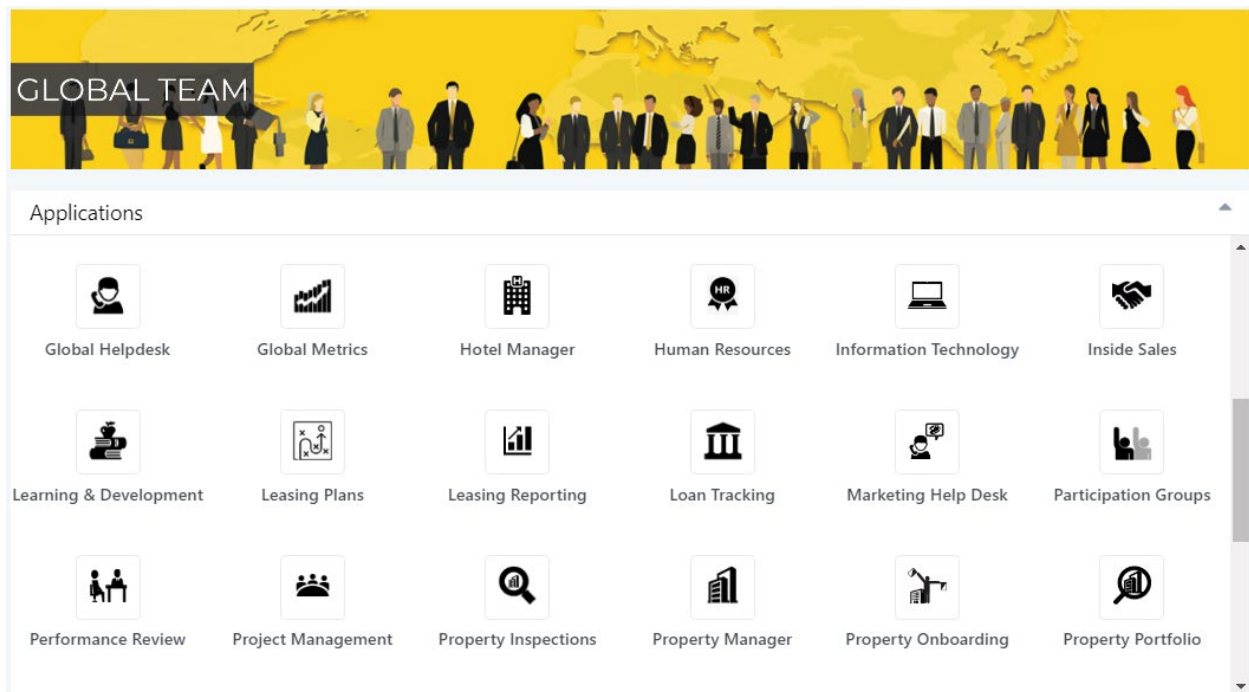 GLOBAL TEAM
Applications
Global Helpdesk
Global Metrics
Hotel Manager
HR
Human Resources
Information Technology
Inside Sales
Learning & Development
Leasing Plans
Leasing Reporting
Loan Tracking
Marketing Help Desk
Participation Groups
Performance Review
Project Management
Property Inspections
Property Manager
Property Onboarding
Property Portfolio